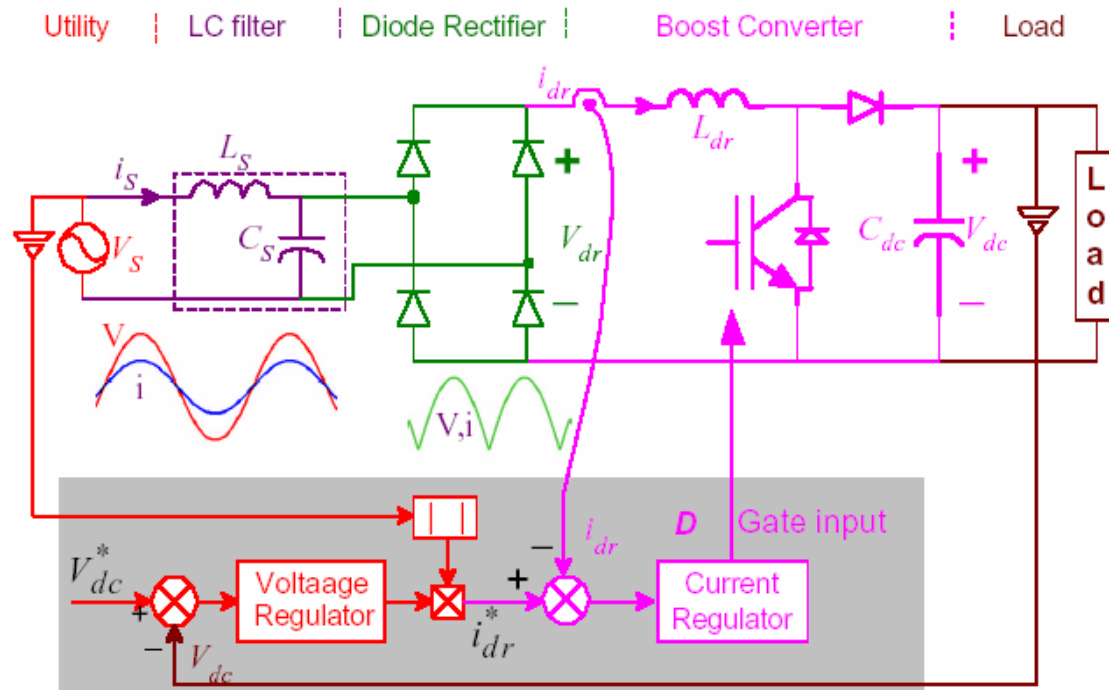 Utility
LC filter
Diode Rectifier
Boost Converter
Load
i_dr
L_dr
L_S
i_S
C_S
V_S
+
V_dr
−
C_dc
+
V_dc
−
Load
V
i
V,i
V*_dc
+
−
V_dc
Voltaage
Regulator
| |
i*_dr
+
−
i_dr
D
Gate input
Current
Regulator